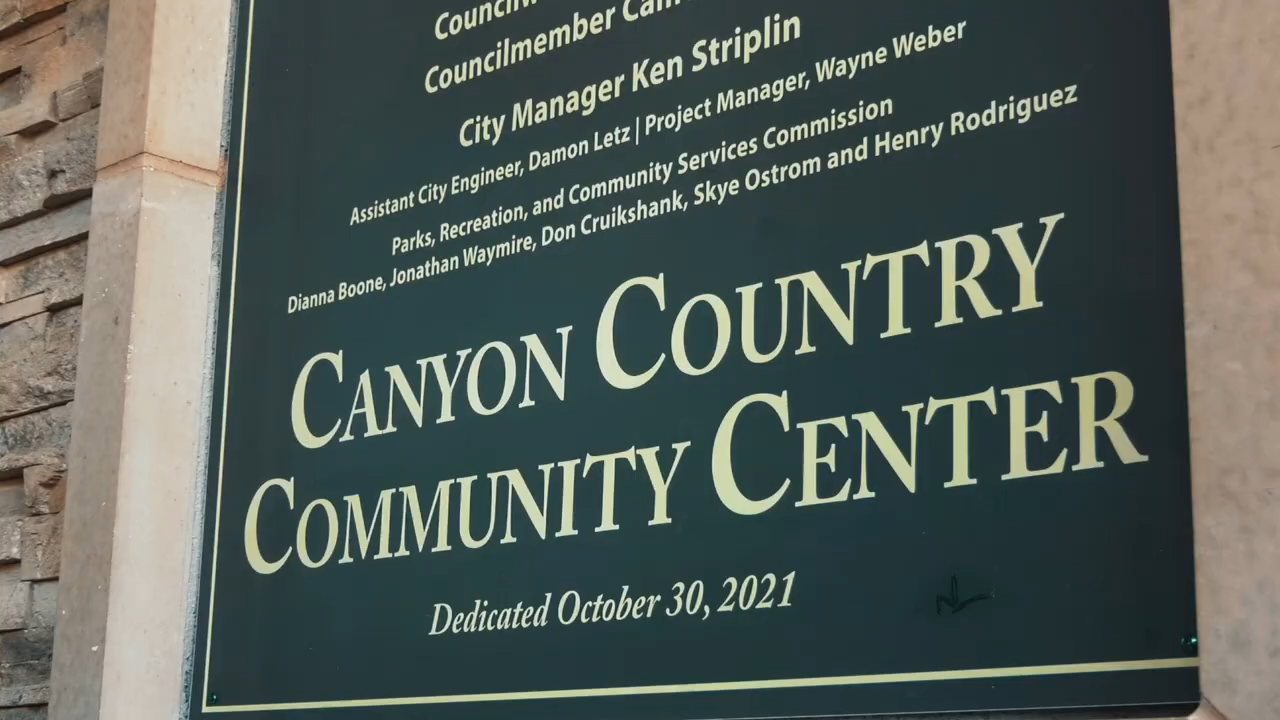 Councilmember
City Manager Ken Striplin
Assistant City Engineer, Damon Letz | Project Manager, Wayne Weber
Parks, Recreation, and Community Services Commission
Dianna Boone, Jonathan Waymire, Don Cruikshank, Skye Ostrom and Henry Rodriguez
CANYON COUNTRY
COMMUNITY CENTER
Dedicated October 30, 2021